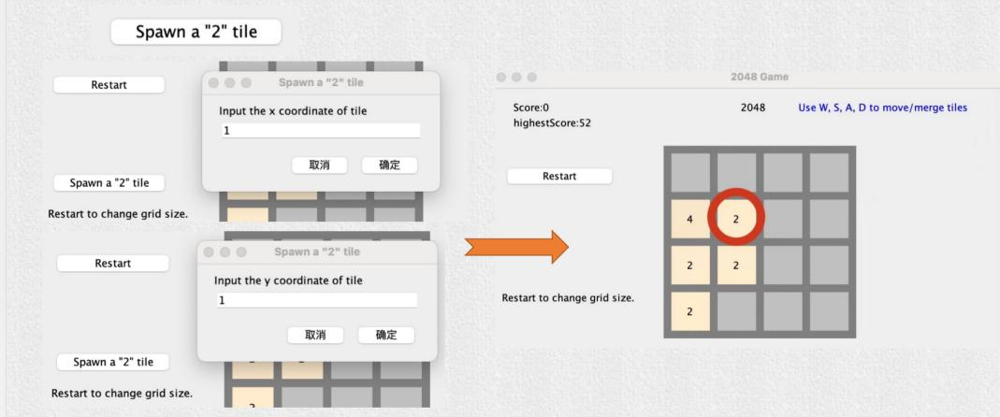 Spawn a "2" tile
Restart
Spawn a "2" tile
Input the x coordinate of tile
1
取消 确定
Spawn a "2" tile
Restart to change grid size.
Restart
Spawn a "2" tile
Input the y coordinate of tile
1
取消 确定
Spawn a "2" tile
Restart to change grid size.
2048 Game
Score:0 2048 Use W, S, A, D to move/merge tiles
highestScore:52
Restart
4 2
2 2
Restart to change grid size.
2